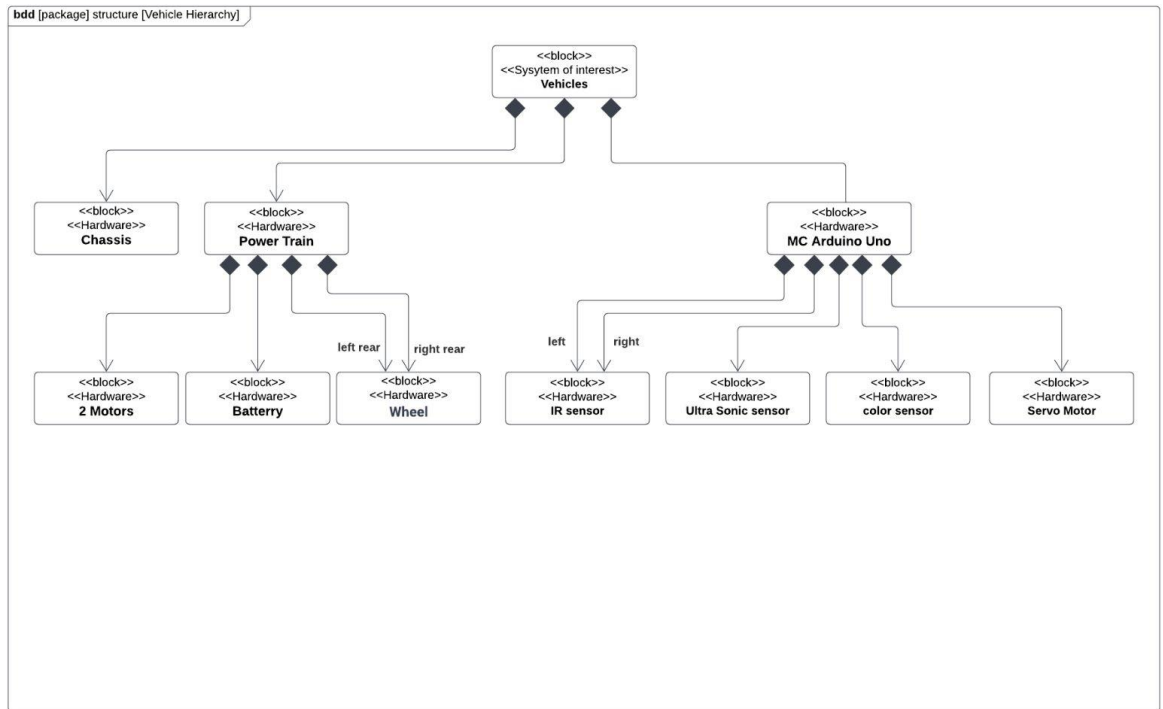 bdd [package] structure [Vehicle Hierarchy]
<<block>>
<<Sysytem of interest>>
Vehicles
<<block>>
<<Hardware>>
Chassis
<<block>>
<<Hardware>>
Power Train
<<block>>
<<Hardware>>
MC Arduino Uno
left rear
right rear
left
right
<<block>>
<<Hardware>>
2 Motors
<<block>>
<<Hardware>>
Batterry
<<block>>
<<Hardware>>
Wheel
<<block>>
<<Hardware>>
IR sensor
<<block>>
<<Hardware>>
Ultra Sonic sensor
<<block>>
<<Hardware>>
color sensor
<<block>>
<<Hardware>>
Servo Motor